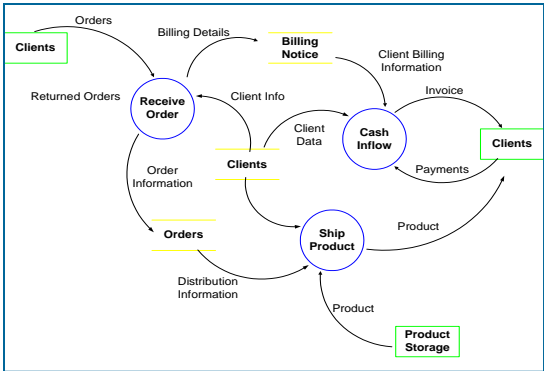 Orders
Clients
Billing Details
Billing
Notice
Client Billing
Information
Returned Orders
Receive
Order
Client Info
Client
Data
Cash
Inflow
Invoice
Clients
Clients
Payments
Order
Information
Orders
Ship
Product
Product
Distribution
Information
Product
Product
Storage